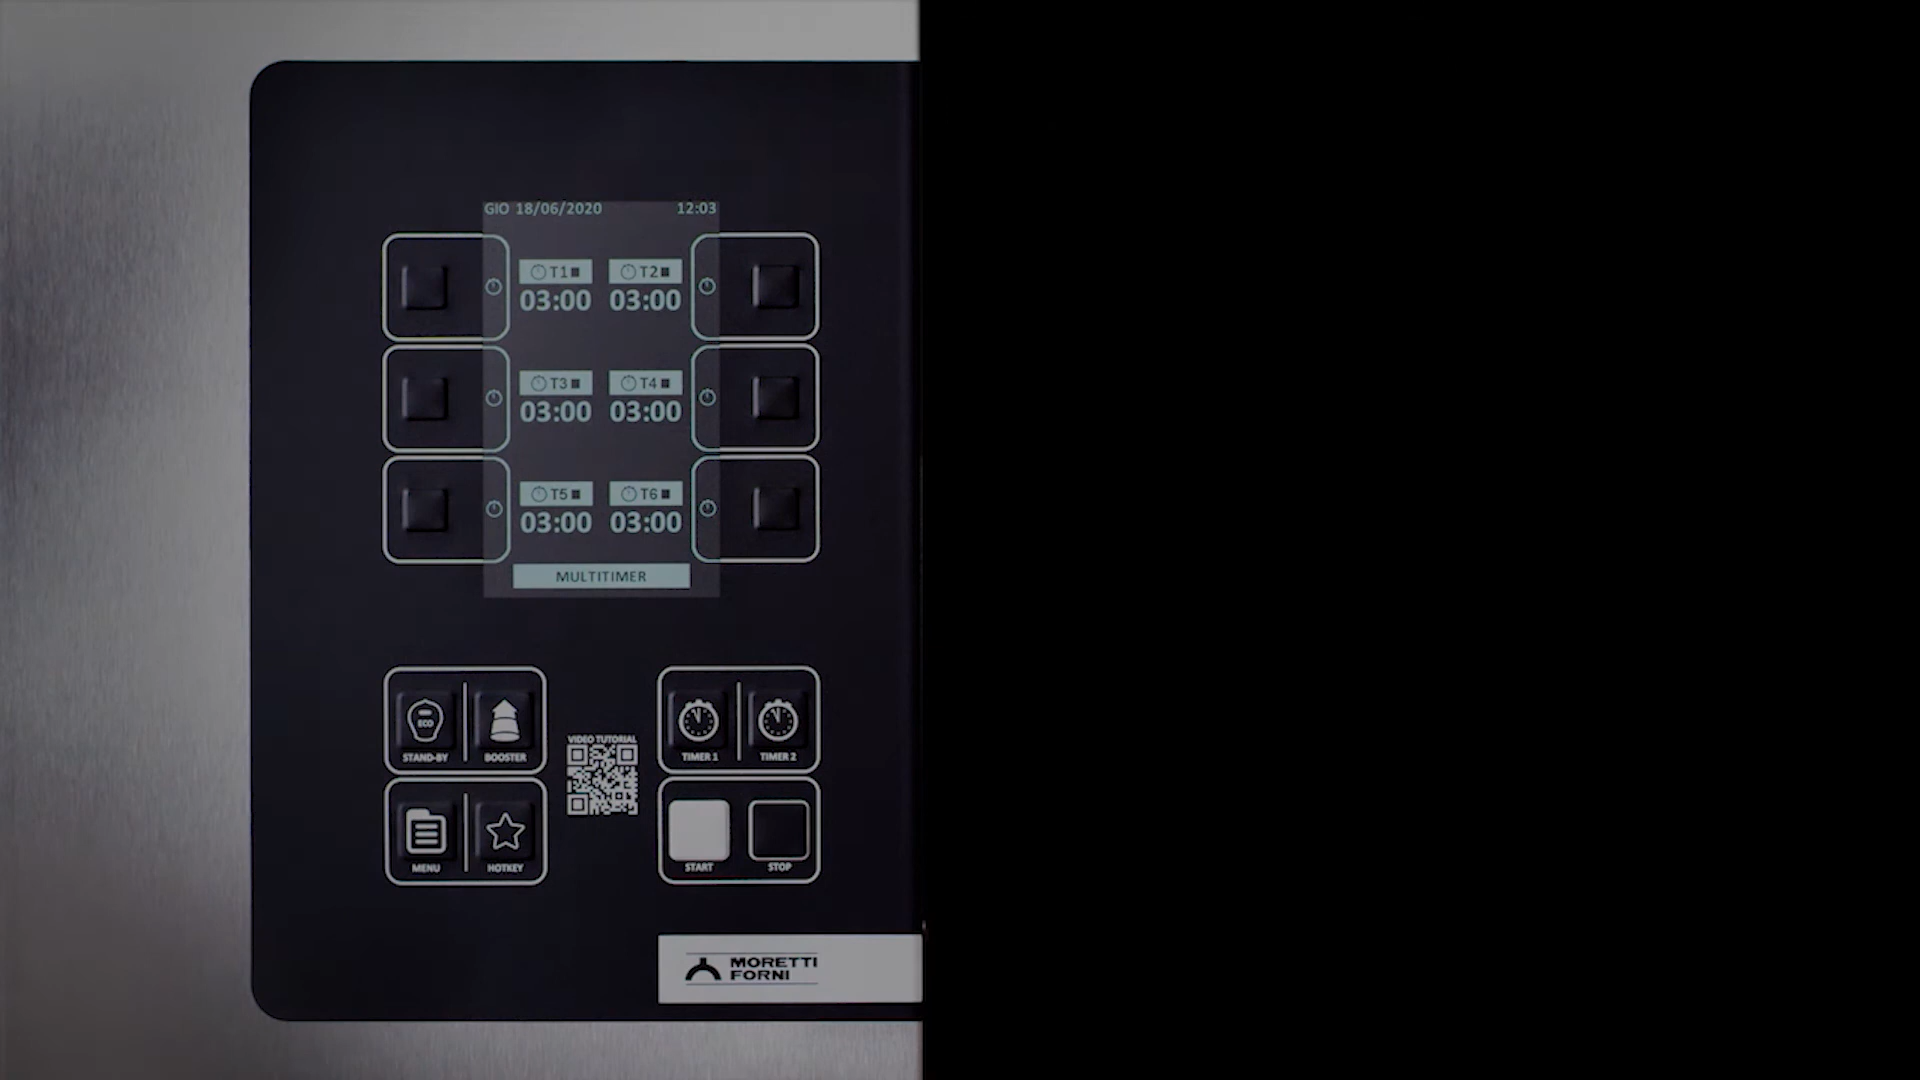 GIO 18/06/2020 12:03
T1 T2
03:00 03:00
T3 T4
03:00 03:00
T5 T6
03:00 03:00
MULTITIMER
ECO
STAND-BY BOOSTER
VIDEO TUTORIAL
TIMER 1 TIMER 2
MENU HOTKEY
START STOP
MORETTI
FORNI